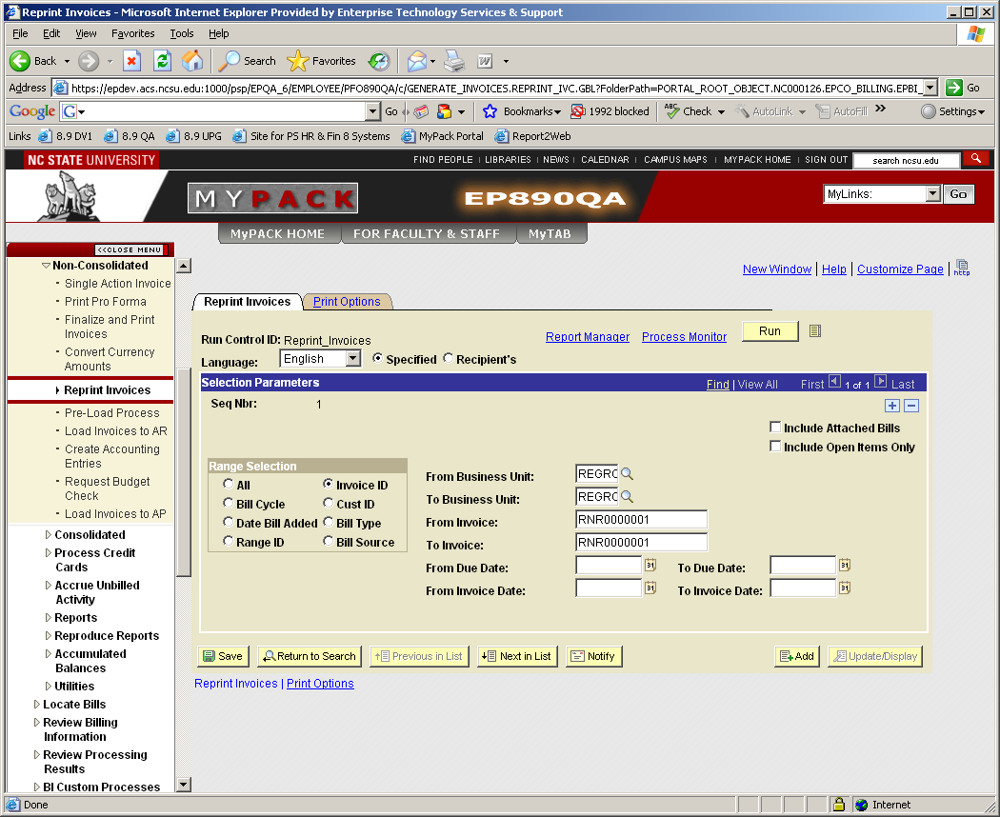 Reprint Invoices - Microsoft Internet Explorer Provided by Enterprise Technology Services & Support
File Edit View Favorites Tools Help
Back Search Favorites W
Address https://epdev.acs.ncsu.edu:1000/psp/EPQA_6/EMPLOYEE/PFO890QA/c/GENERATE_INVOICES.REPRINT_IVC.GBL?FolderPath=PORTAL_ROOT_OBJECT.NC000126.EPCO_BILLING.EPBI_ Go
Google G Go Bookmarks 1992 blocked ABC Check AutoLink AutoFill » Settings
Links 8.9 DV1 8.9 QA 8.9 UPG Site for PS HR & Fin 8 Systems MyPack Portal Report2Web
NC STATE UNIVERSITY FIND PEOPLE | LIBRARIES | NEWS | CALEDNAR | CAMPUS MAPS | MYPACK HOME | SIGN OUT search ncsu.edu
MYPACK EP890QA MyLinks: Go
MyPACK HOME FOR FACULTY & STAFF MyTAB
<<CLOSE MENU
Non-Consolidated
- Single Action Invoice
- Print Pro Forma
- Finalize and Print
Invoices
- Convert Currency
Amounts
Reprint Invoices
- Pre-Load Process
- Load Invoices to AR
- Create Accounting
Entries
- Request Budget
Check
- Load Invoices to AP
Consolidated
Process Credit
Cards
Accrue Unbilled
Activity
Reports
Reproduce Reports
Accumulated
Balances
Utilities
Locate Bills
Review Billing
Information
Review Processing
Results
BI Custom Processes
New Window | Help | Customize Page | http
Reprint Invoices Print Options
Run Control ID: Reprint_Invoices Report Manager Process Monitor Run
Language: English Specified Recipient's
Selection Parameters Find | View All First 1 of 1 Last
Seq Nbr: 1 + -
Include Attached Bills
Include Open Items Only
Range Selection
All Invoice ID
Bill Cycle Cust ID
Date Bill Added Bill Type
Range ID Bill Source
From Business Unit: REGRO
To Business Unit: REGRO
From Invoice: RNR0000001
To Invoice: RNR0000001
From Due Date: 31 To Due Date: 31
From Invoice Date: 31 To Invoice Date: 31
Save Return to Search Previous in List Next in List Notify Add Update/Display
Reprint Invoices | Print Options
Done Internet